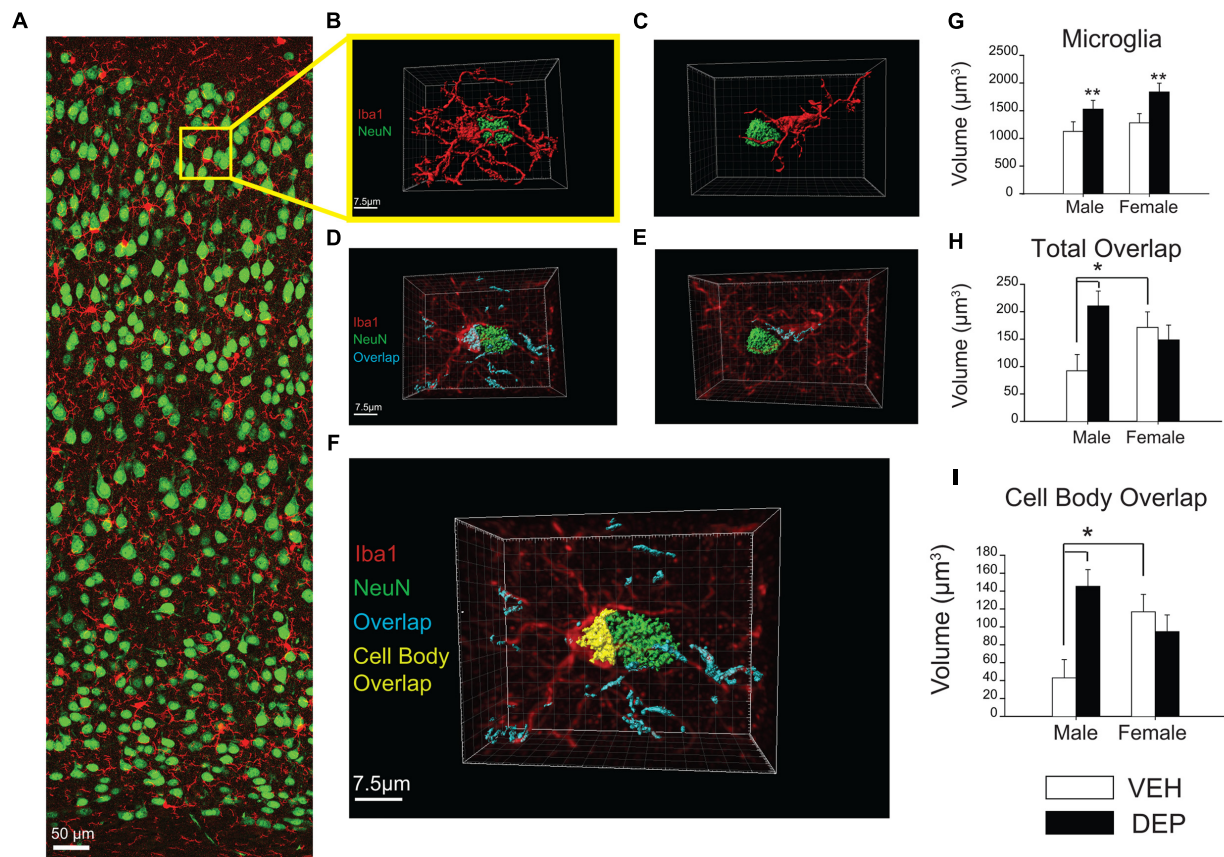 A
50 µm
B
Iba1
NeuN
7.5µm
C
D
Iba1
NeuN
Overlap
7.5µm
E
F
Iba1
NeuN
Overlap
Cell Body
Overlap
7.5µm
G
Microglia
Volume (µm³)
2500
2000
1500
1000
500
0
**
**
Male
Female
H
Total Overlap
Volume (µm³)
250
200
150
100
50
0
*
Male
Female
I
Cell Body Overlap
Volume (µm³)
180
160
140
120
100
80
60
40
20
0
*
Male
Female
VEH
DEP